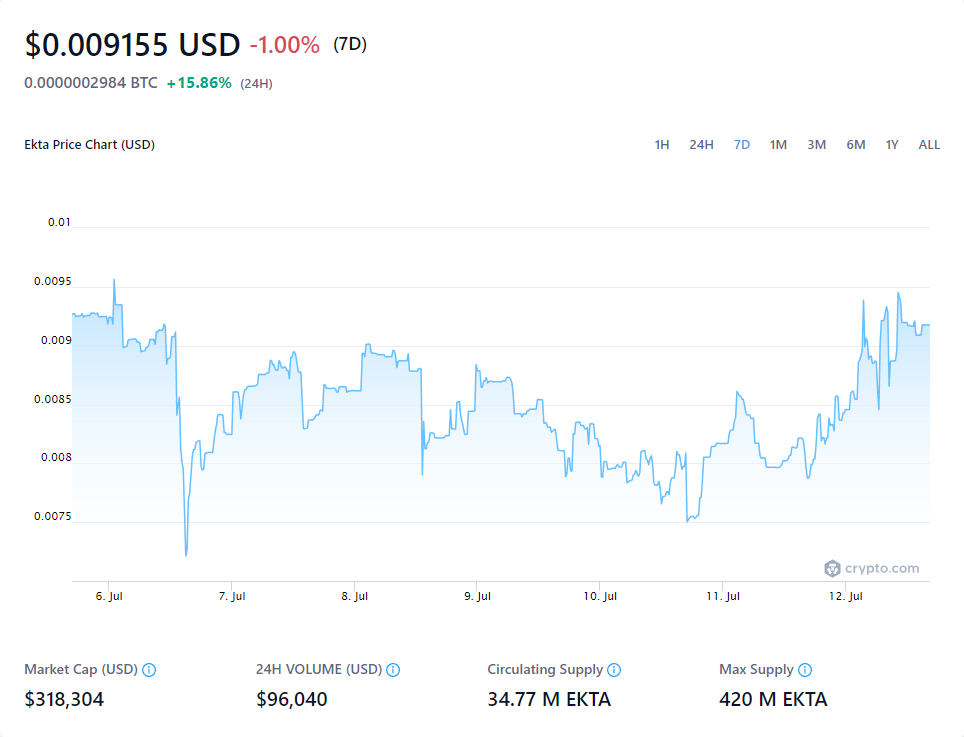 $0.009155 USD -1.00% (7D)
0.0000002984 BTC +15.86% (24H)
Ekta Price Chart (USD) 1H 24H 7D 1M 3M 6M 1Y ALL
0.01
0.0095
0.009
0.0085
0.008
0.0075
crypto.com
6. Jul 7. Jul 8. Jul 9. Jul 10. Jul 11. Jul 12. Jul
Market Cap (USD) 24H VOLUME (USD) Circulating Supply Max Supply
$318,304 $96,040 34.77 M EKTA 420 M EKTA